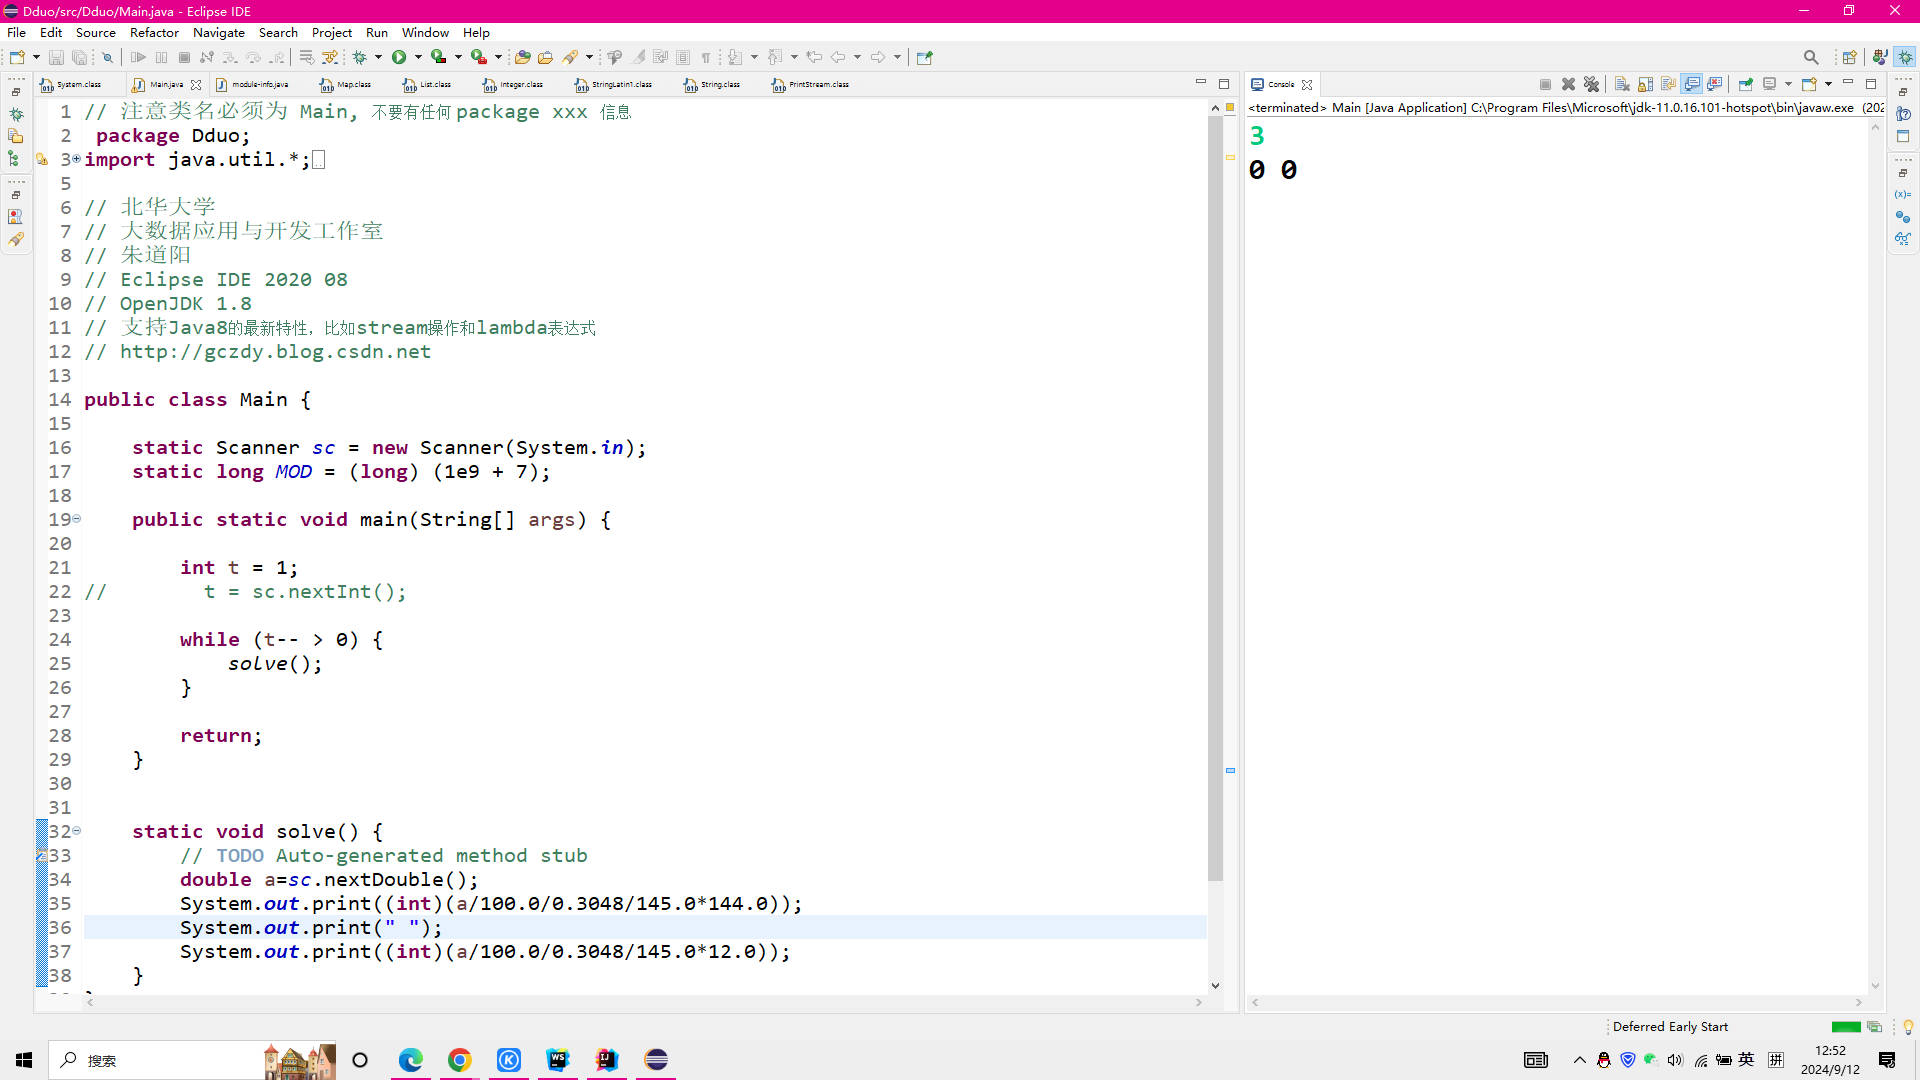 Dduo/src/Dduo/Main.java - Eclipse IDE
File Edit Source Refactor Navigate Search Project Run Window Help
System.class Main.java module-info.java Map.class List.class Integer.class StringLatin1.class String.class PrintStream.class
1 // 注意类名必须为 Main, 不要有任何 package xxx 信息
2 package Dduo;
3 import java.util.*;
5
6 // 北华大学
7 // 大数据应用与开发工作室
8 // 朱道阳
9 // Eclipse IDE 2020 08
10 // OpenJDK 1.8
11 // 支持Java8的最新特性，比如stream操作和lambda表达式
12 // http://gczdy.blog.csdn.net
13
14 public class Main {
15
16 static Scanner sc = new Scanner(System.in);
17 static long MOD = (long) (1e9 + 7);
18
19 public static void main(String[] args) {
20
21 int t = 1;
22 // t = sc.nextInt();
23
24 while (t-- > 0) {
25 solve();
26 }
27
28 return;
29 }
30
31
32 static void solve() {
33 // TODO Auto-generated method stub
34 double a=sc.nextDouble();
35 System.out.print((int)(a/100.0/0.3048/145.0*144.0));
36 System.out.print(" ");
37 System.out.print((int)(a/100.0/0.3048/145.0*12.0));
38 }
Console
<terminated> Main [Java Application] C:\Program Files\Microsoft\jdk-11.0.16.101-hotspot\bin\javaw.exe (202
3
0 0
(x)=
Deferred Early Start
搜索
WS
IJ
英
拼
12:52
2024/9/12